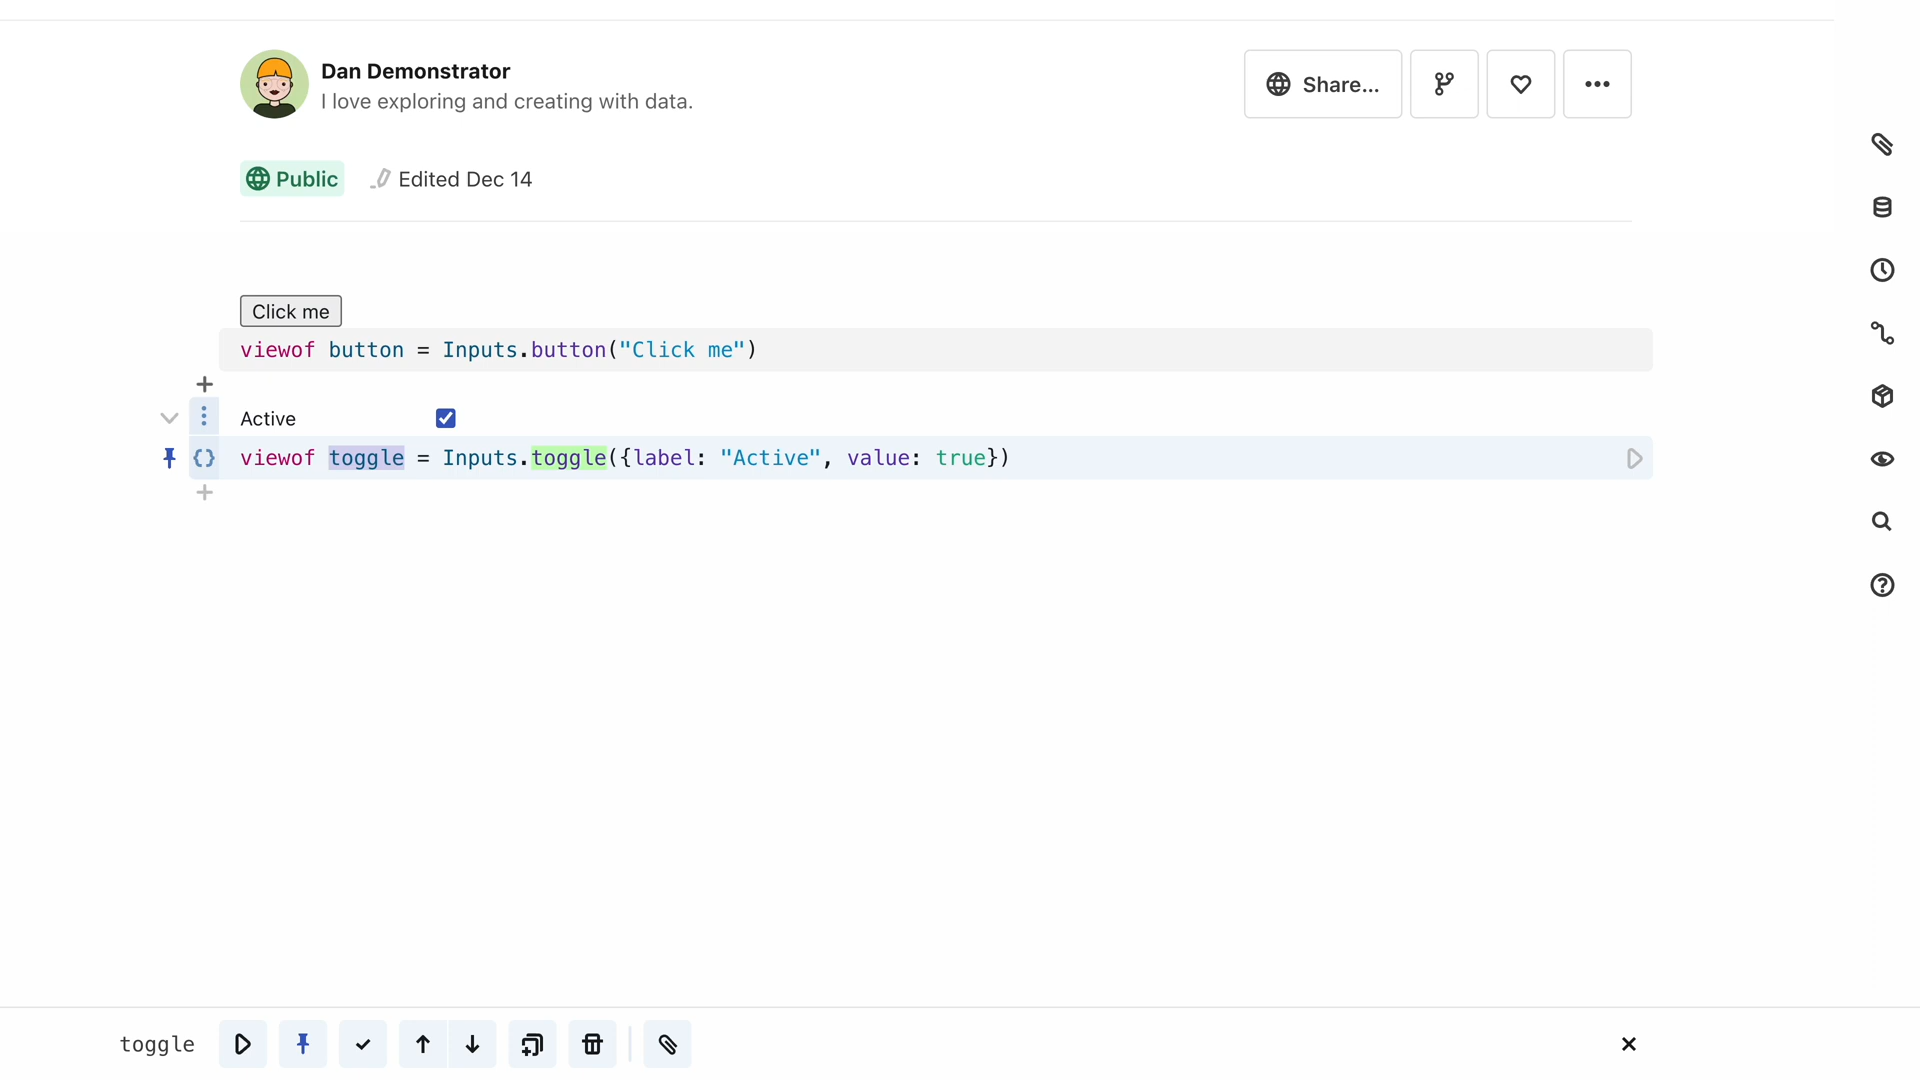 Dan Demonstrator
I love exploring and creating with data.
Share...
Public
Edited Dec 14
Click me
viewof button = Inputs.button("Click me")
Active
viewof toggle = Inputs.toggle({label: "Active", value: true})
toggle